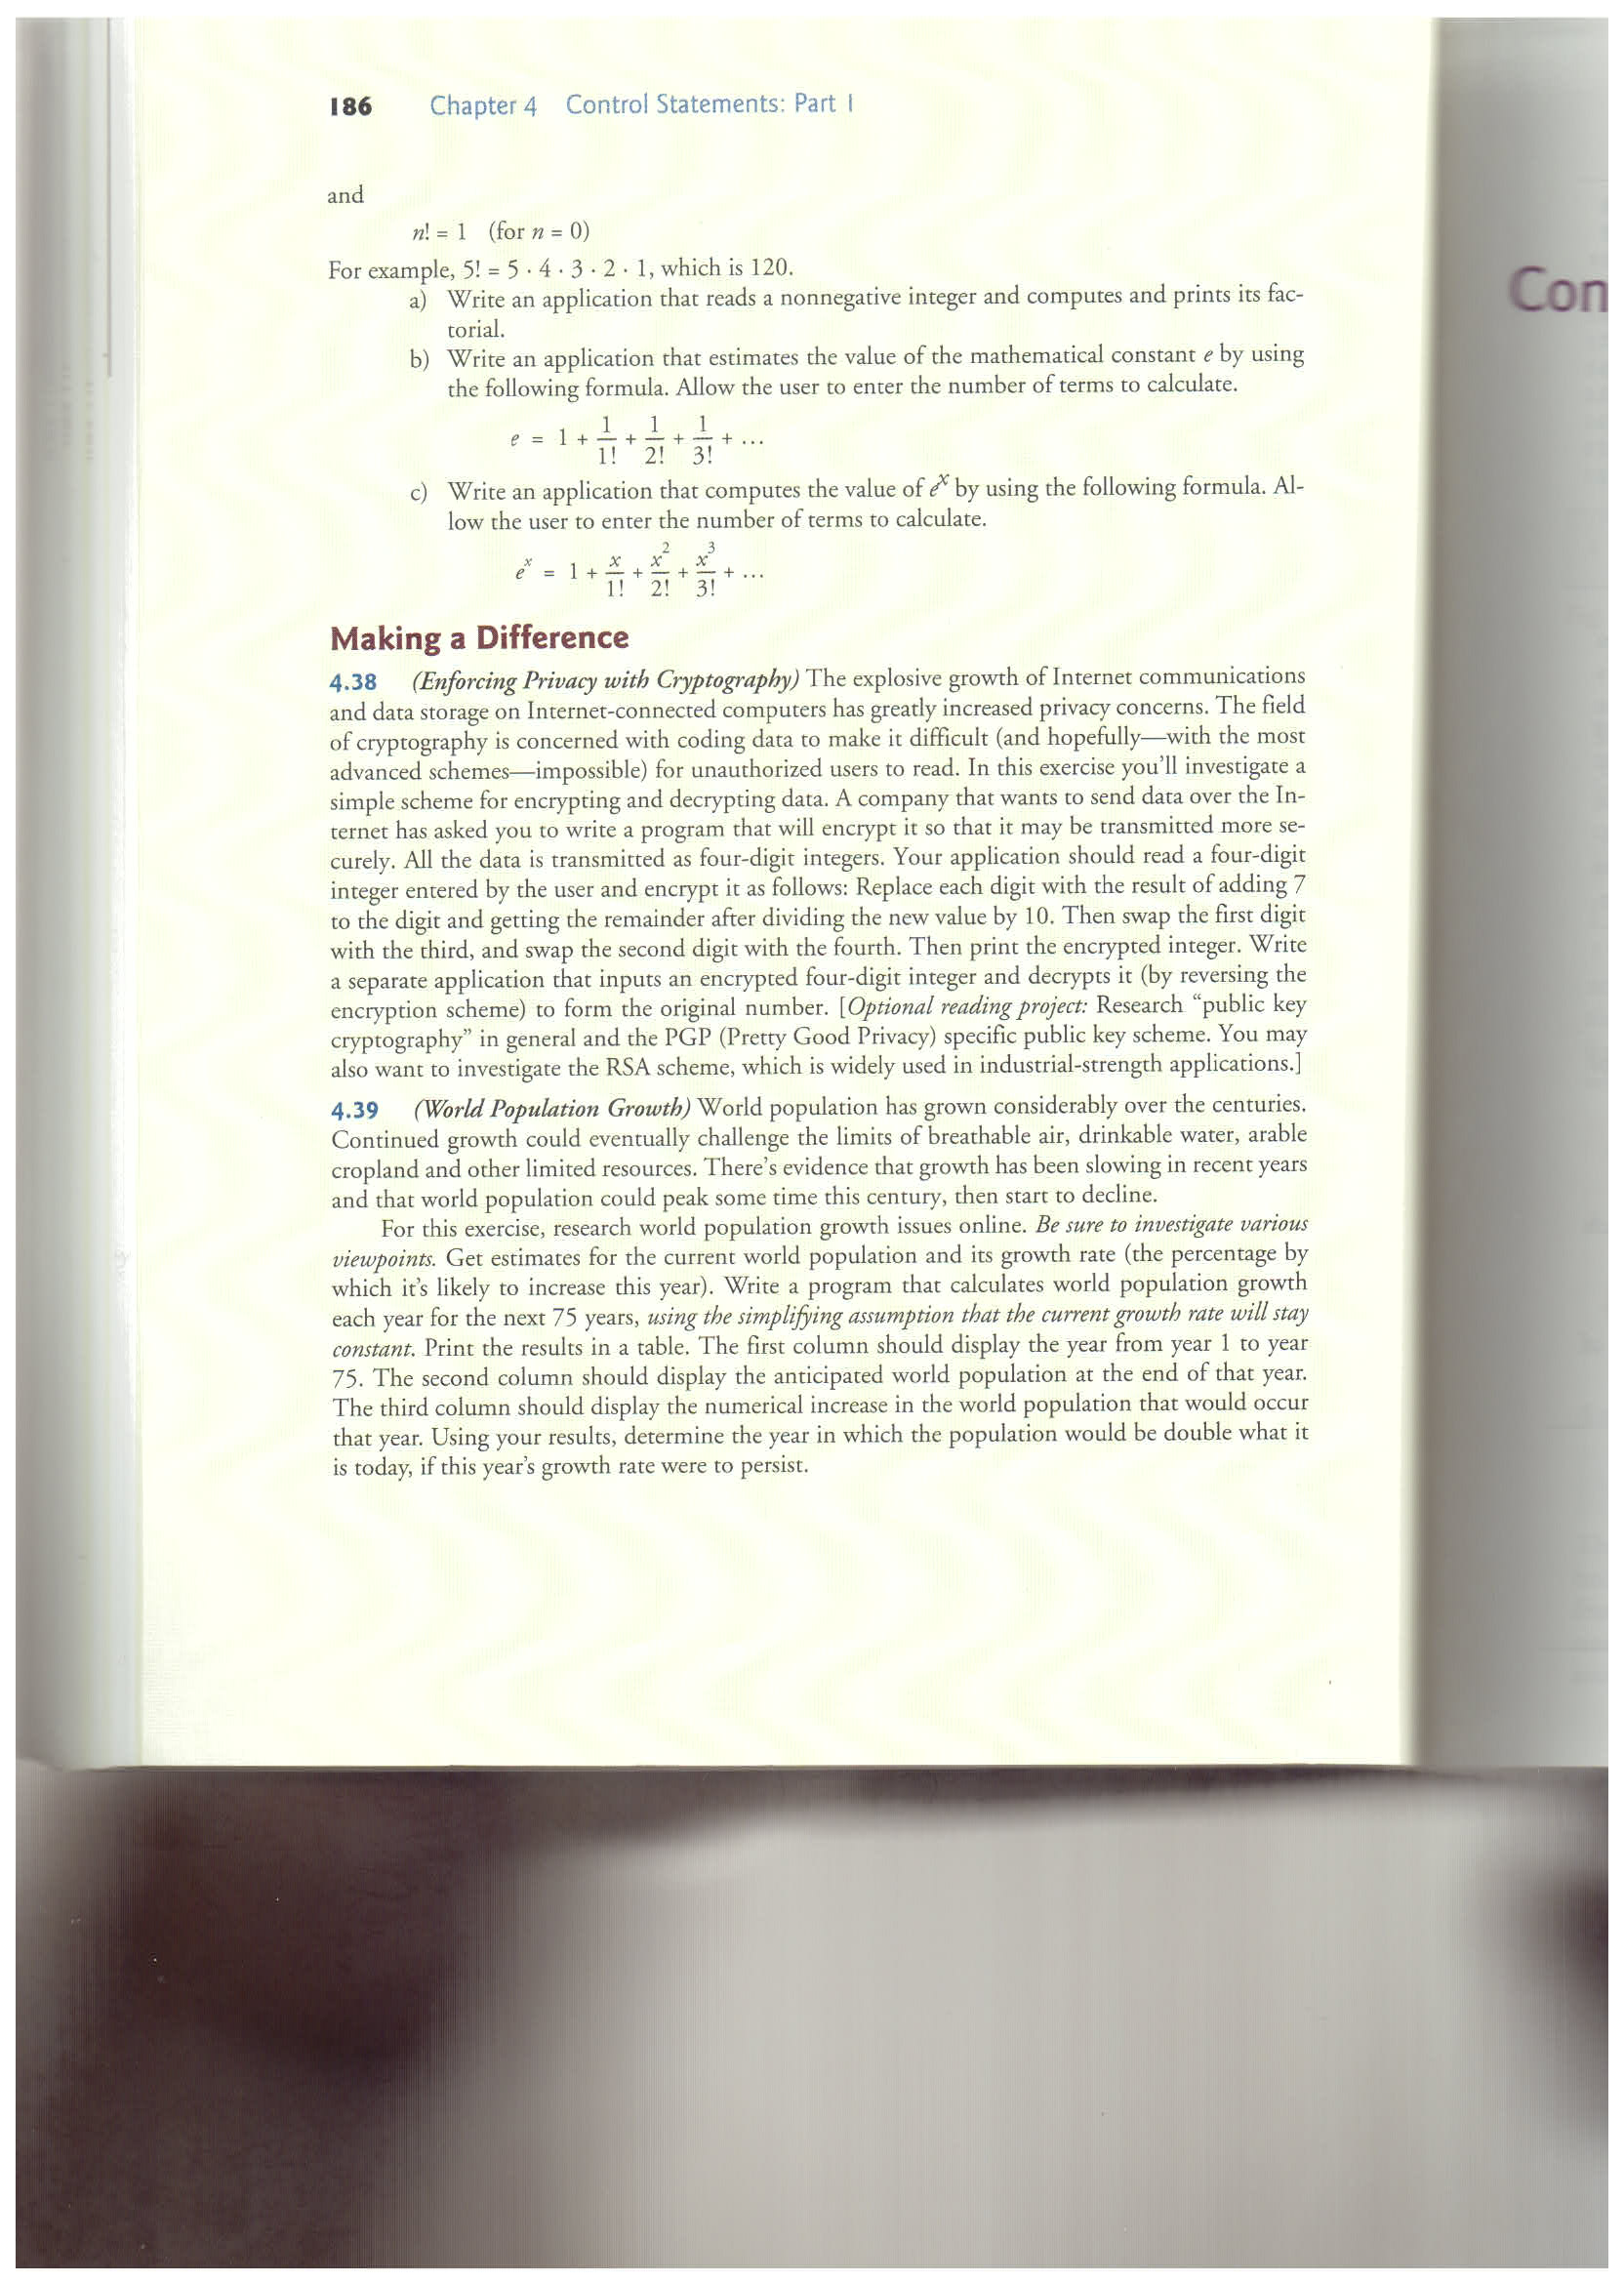 186 Chapter 4 Control Statements: Part I
and
n! = 1 (for n = 0)
For example, 5! = 5 · 4 · 3 · 2 · 1, which is 120.
a) Write an application that reads a nonnegative integer and computes and prints its fac-
torial.
b) Write an application that estimates the value of the mathematical constant e by using
the following formula. Allow the user to enter the number of terms to calculate.
e = 1 + 1/1! + 1/2! + 1/3! + ...
c) Write an application that computes the value of e^x by using the following formula. Al-
low the user to enter the number of terms to calculate.
e^x = 1 + x/1! + x^2/2! + x^3/3! + ...
Making a Difference
4.38 (Enforcing Privacy with Cryptography) The explosive growth of Internet communications
and data storage on Internet-connected computers has greatly increased privacy concerns. The field
of cryptography is concerned with coding data to make it difficult (and hopefully—with the most
advanced schemes—impossible) for unauthorized users to read. In this exercise you'll investigate a
simple scheme for encrypting and decrypting data. A company that wants to send data over the In-
ternet has asked you to write a program that will encrypt it so that it may be transmitted more se-
curely. All the data is transmitted as four-digit integers. Your application should read a four-digit
integer entered by the user and encrypt it as follows: Replace each digit with the result of adding 7
to the digit and getting the remainder after dividing the new value by 10. Then swap the first digit
with the third, and swap the second digit with the fourth. Then print the encrypted integer. Write
a separate application that inputs an encrypted four-digit integer and decrypts it (by reversing the
encryption scheme) to form the original number. [Optional reading project: Research "public key
cryptography" in general and the PGP (Pretty Good Privacy) specific public key scheme. You may
also want to investigate the RSA scheme, which is widely used in industrial-strength applications.]
4.39 (World Population Growth) World population has grown considerably over the centuries.
Continued growth could eventually challenge the limits of breathable air, drinkable water, arable
cropland and other limited resources. There's evidence that growth has been slowing in recent years
and that world population could peak some time this century, then start to decline.
For this exercise, research world population growth issues online. Be sure to investigate various
viewpoints. Get estimates for the current world population and its growth rate (the percentage by
which it's likely to increase this year). Write a program that calculates world population growth
each year for the next 75 years, using the simplifying assumption that the current growth rate will stay
constant. Print the results in a table. The first column should display the year from year 1 to year
75. The second column should display the anticipated world population at the end of that year.
The third column should display the numerical increase in the world population that would occur
that year. Using your results, determine the year in which the population would be double what it
is today, if this year's growth rate were to persist.
Con